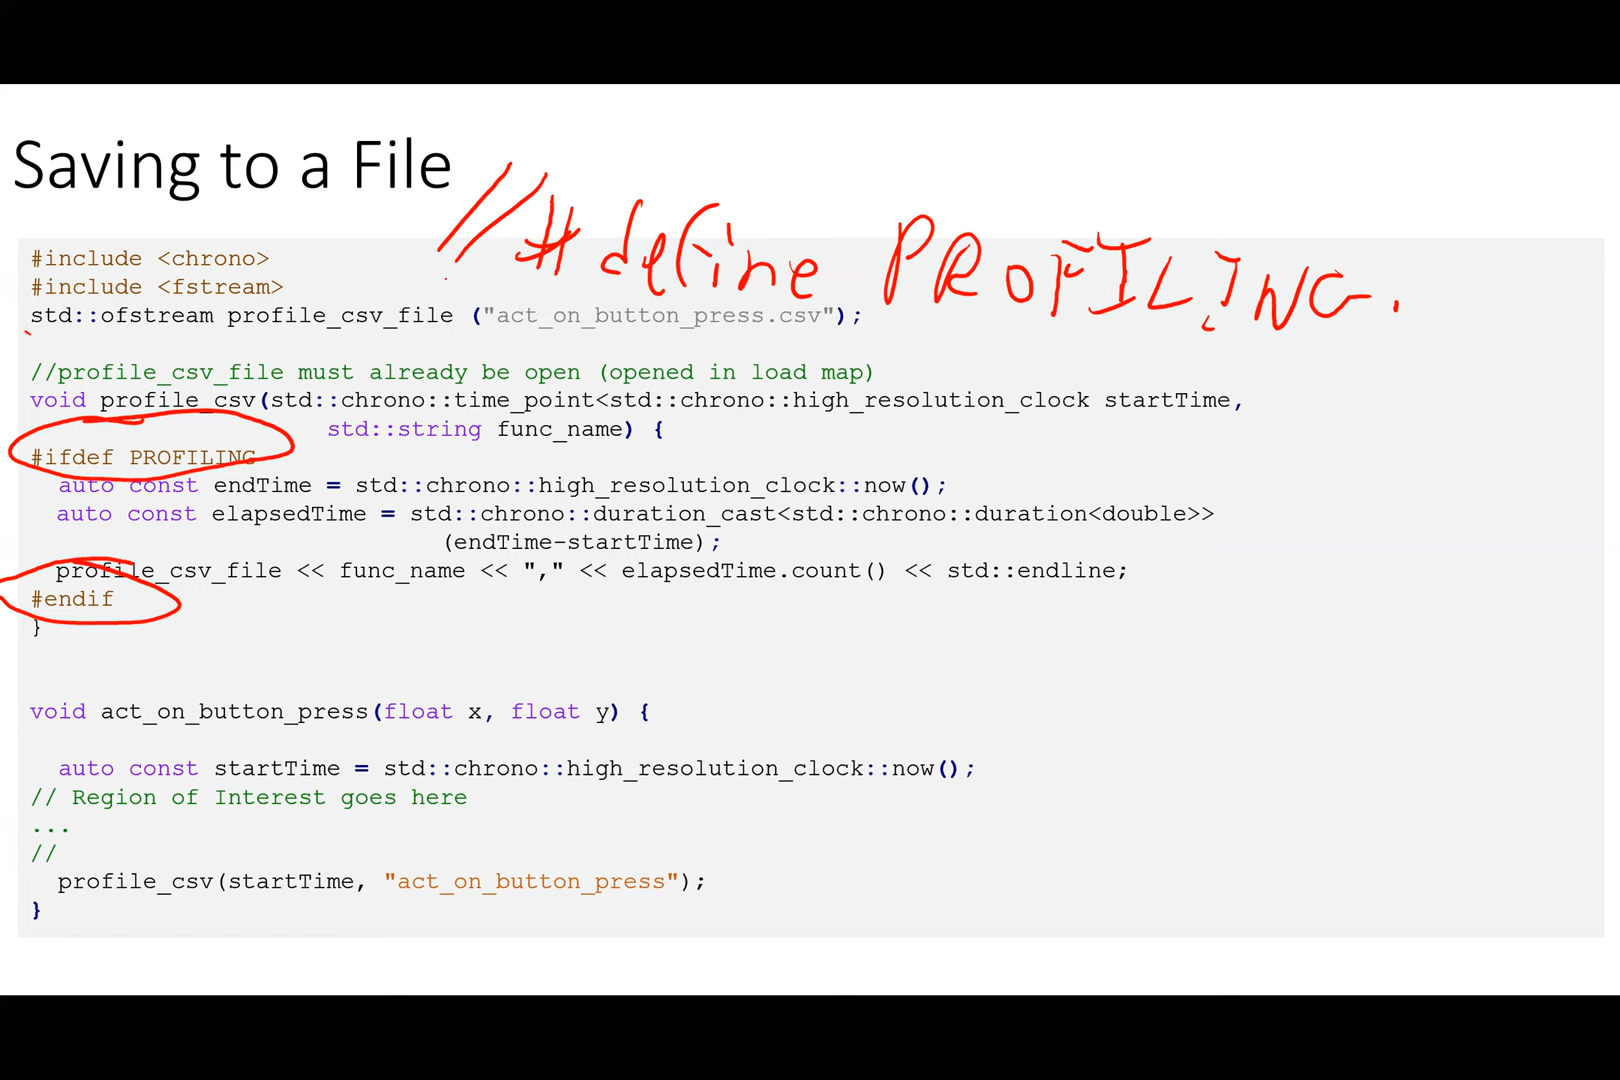 Saving to a File
//#define PROFILING.
#include <chrono>
#include <fstream>
std::ofstream profile_csv_file ("act_on_button_press.csv");
//profile_csv_file must already be open (opened in load map)
void profile_csv(std::chrono::time_point<std::chrono::high_resolution_clock startTime,
std::string func_name) {
#ifdef PROFILING
auto const endTime = std::chrono::high_resolution_clock::now();
auto const elapsedTime = std::chrono::duration_cast<std::chrono::duration<double>>
(endTime-startTime);
profile_csv_file << func_name << "," << elapsedTime.count() << std::endline;
#endif
}
void act_on_button_press(float x, float y) {
auto const startTime = std::chrono::high_resolution_clock::now();
// Region of Interest goes here
...
//
profile_csv(startTime, "act_on_button_press");
}